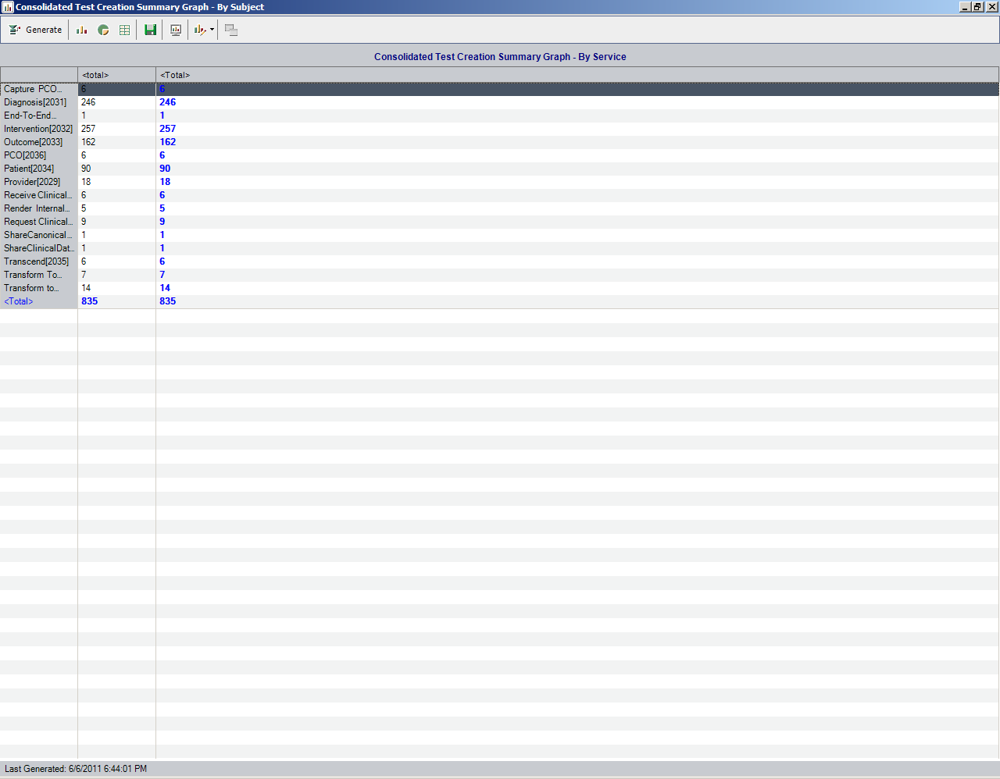 Consolidated Test Creation Summary Graph - By Subject
Generate
Consolidated Test Creation Summary Graph - By Service
<total> <Total>
Capture PCO... 6 6
Diagnosis[2031] 246 246
End-To-End... 1 1
Intervention[2032] 257 257
Outcome[2033] 162 162
PCO[2036] 6 6
Patient[2034] 90 90
Provider[2029] 18 18
Receive Clinical... 6 6
Render Internal... 5 5
Request Clinical... 9 9
ShareCanonical... 1 1
ShareClinicalDat... 1 1
Transcend[2035] 6 6
Transform To... 7 7
Transform to... 14 14
<Total> 835 835
Last Generated: 6/6/2011 6:44:01 PM